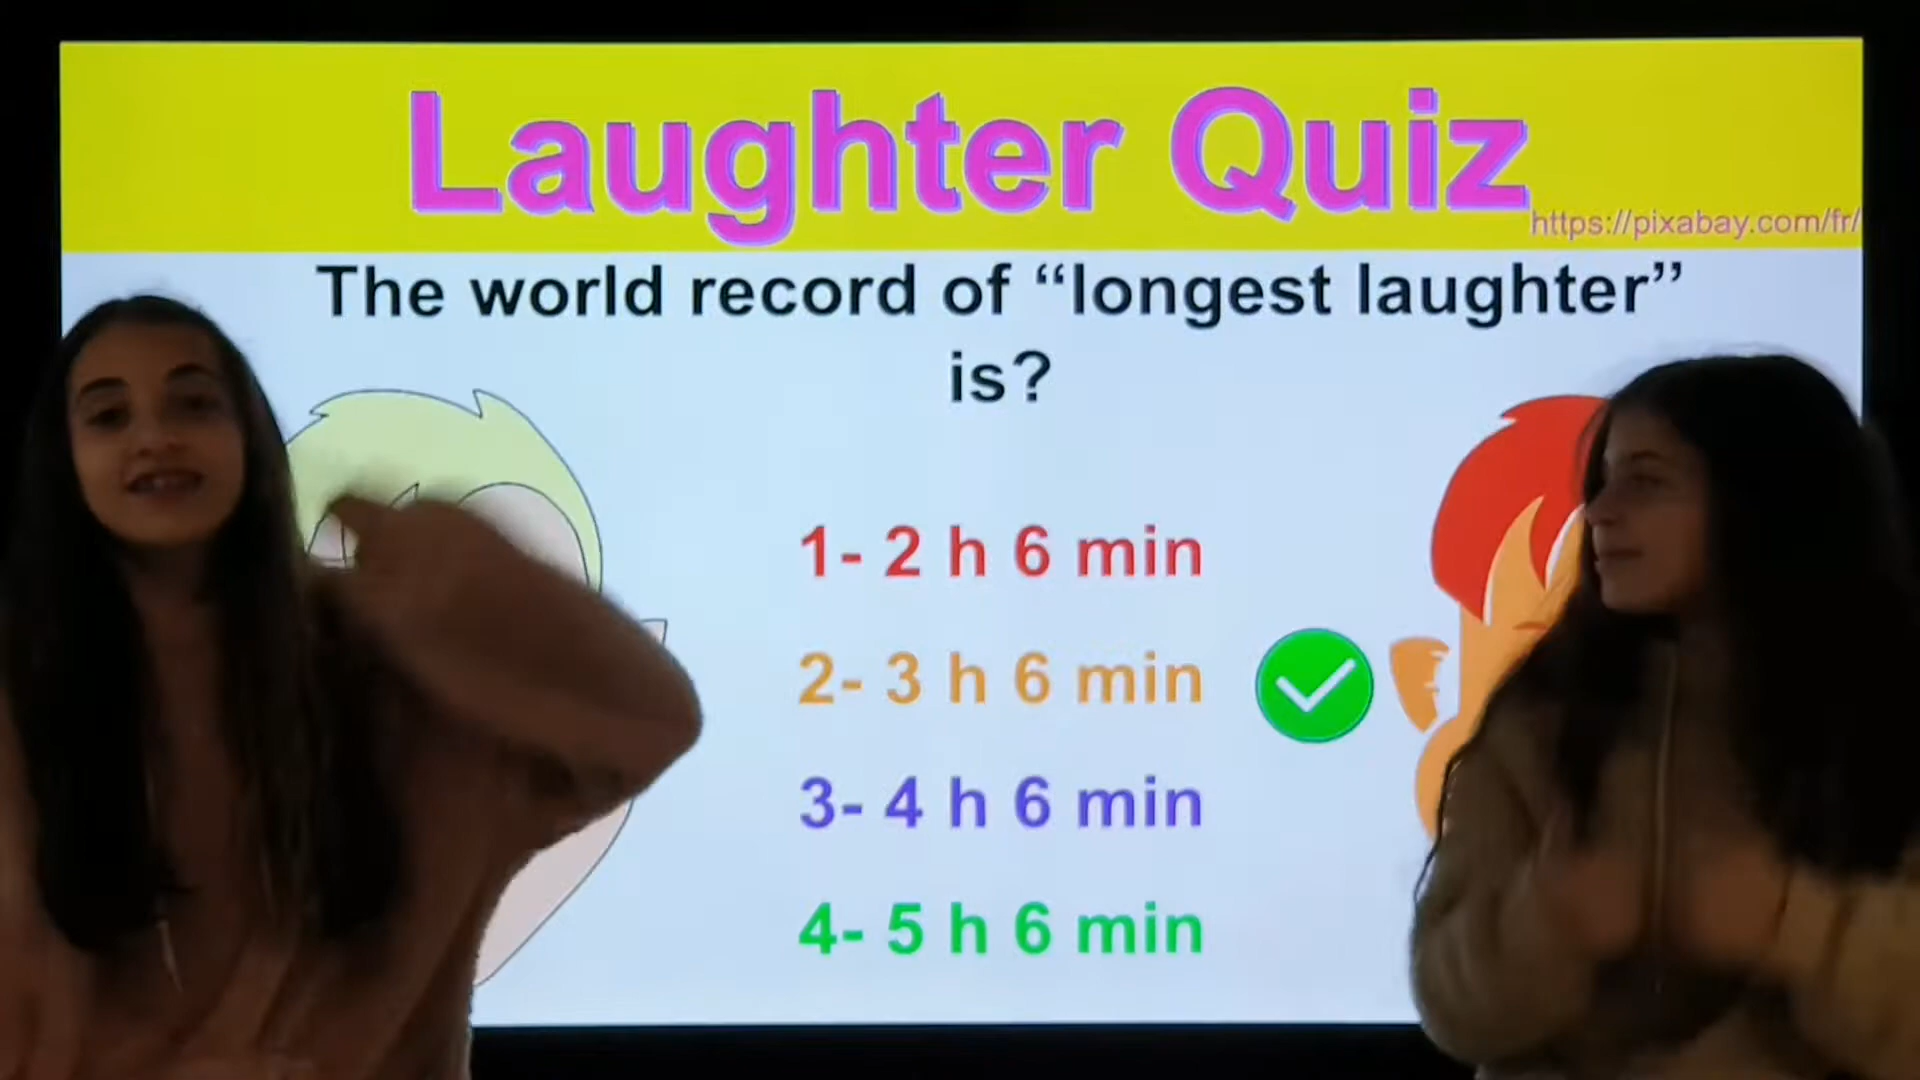 Laughter Quiz
https://pixabay.com/fr/
The world record of “longest laughter”
is?
1- 2 h 6 min
2- 3 h 6 min
3- 4 h 6 min
4- 5 h 6 min